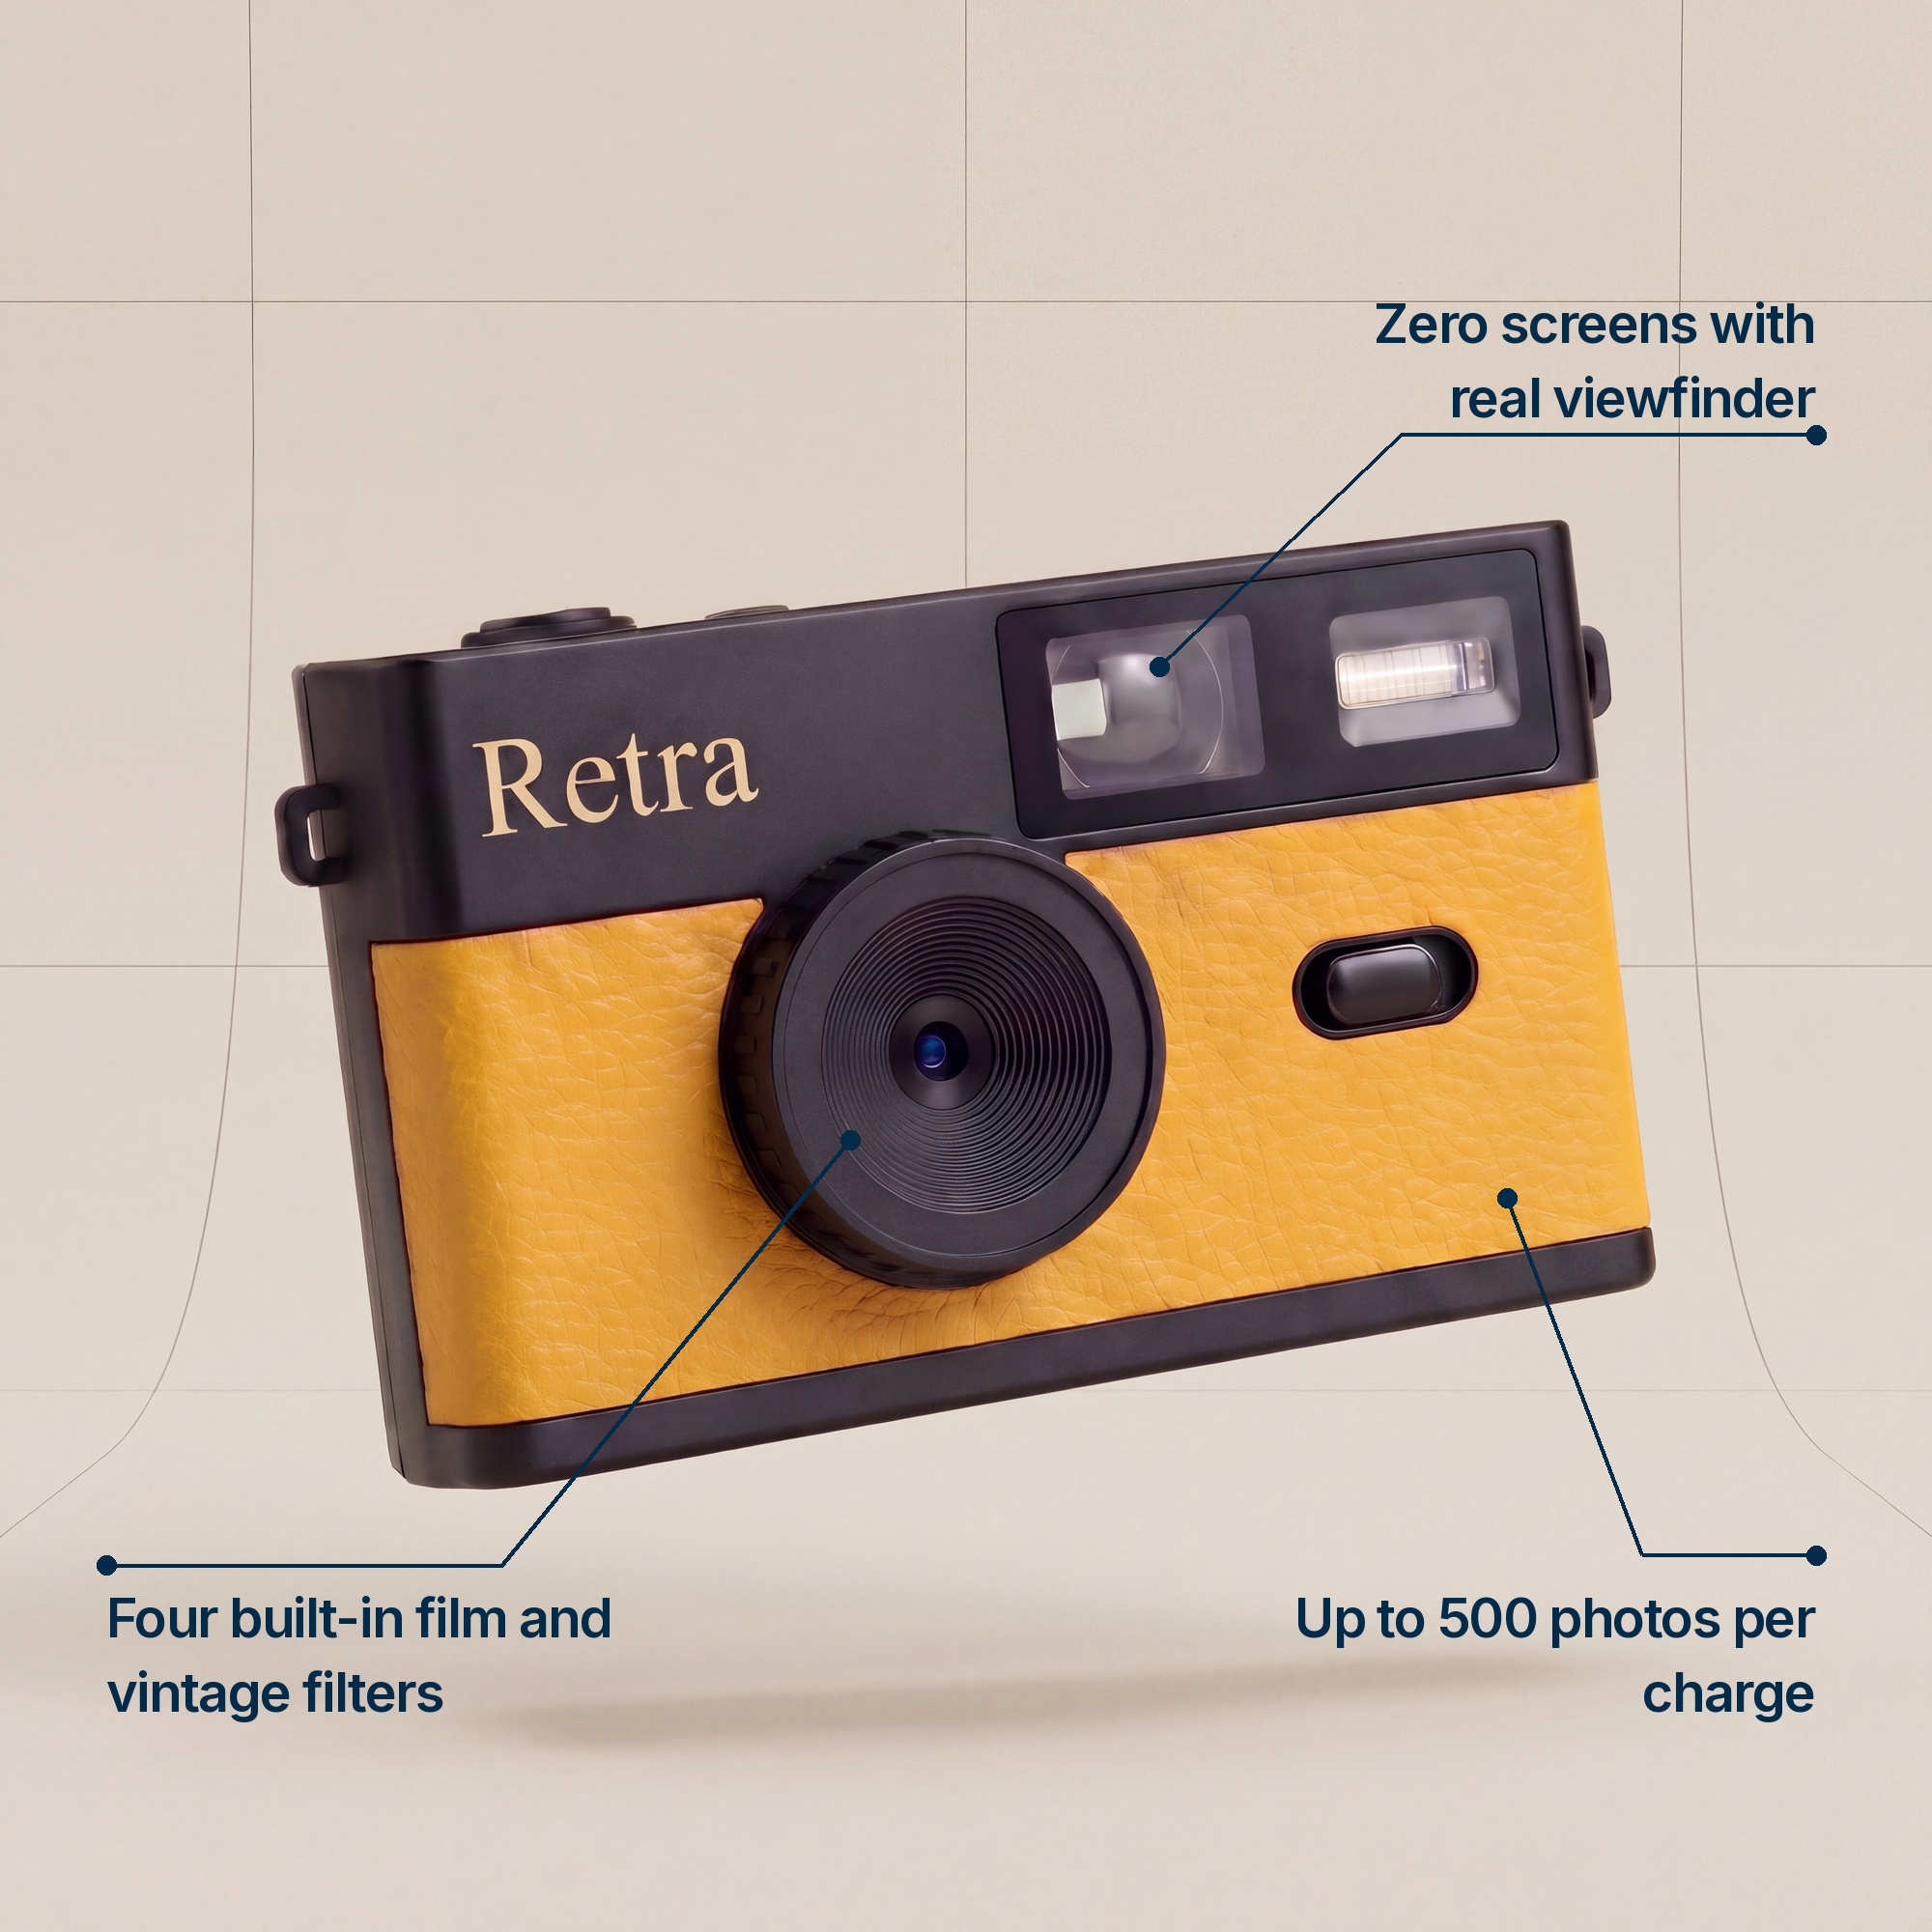 Zero screens with
real viewfinder
Retra
Four built-in film and
vintage filters
Up to 500 photos per
charge